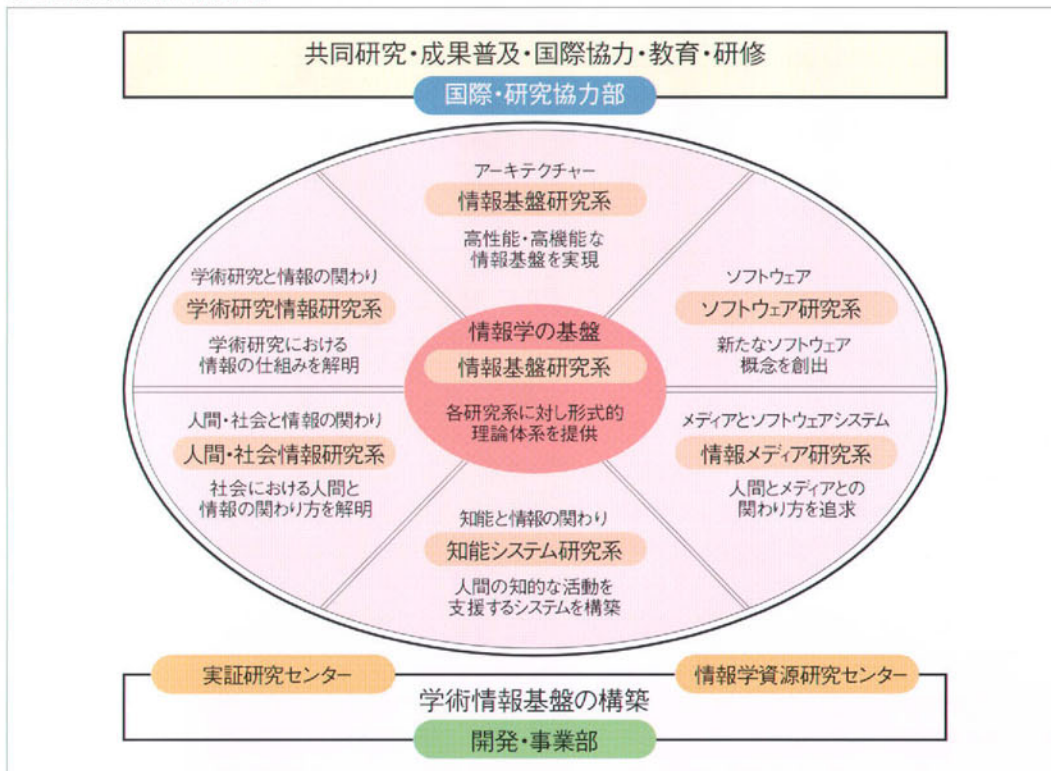 共同研究・成果普及・国際協力・教育・研修
国際・研究協力部
アーキテクチャー
情報基盤研究系
高性能・高機能な
情報基盤を実現
学術研究と情報の関わり
学術研究情報研究系
学術研究における
情報の仕組みを解明
ソフトウェア
ソフトウェア研究系
新たなソフトウェア
概念を創出
情報学の基盤
情報基盤研究系
各研究系に対し形式的
理論体系を提供
人間・社会と情報の関わり
人間・社会情報研究系
社会における人間と
情報の関わり方を解明
メディアとソフトウェアシステム
情報メディア研究系
人間とメディアとの
関わり方を追求
知能と情報の関わり
知能システム研究系
人間の知的な活動を
支援するシステムを構築
実証研究センター
情報学資源研究センター
学術情報基盤の構築
開発・事業部